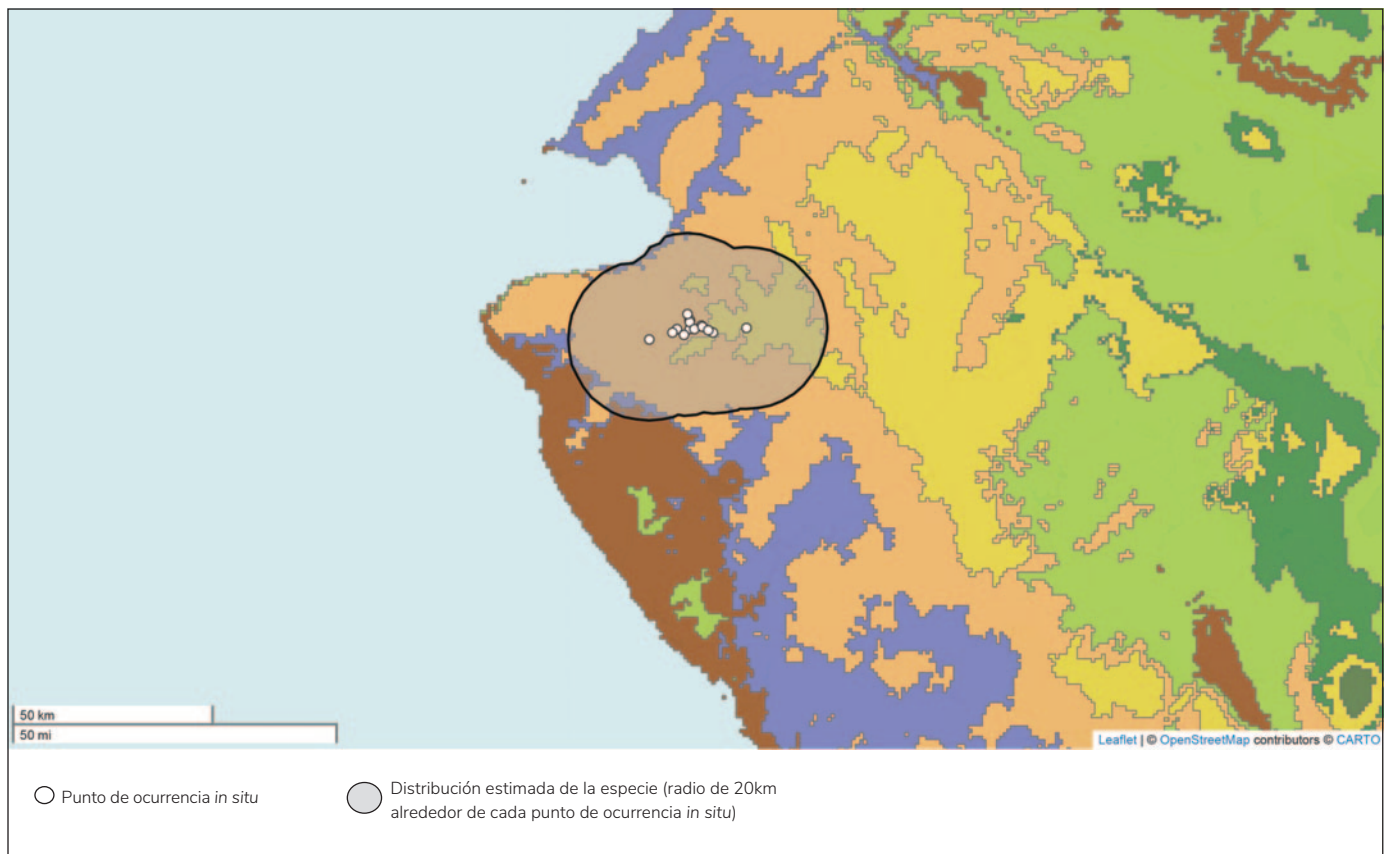 50 km
50 mi
Leaflet | © OpenStreetMap contributors © CARTO
Punto de ocurrencia in situ
Distribución estimada de la especie (radio de 20km
alrededor de cada punto de ocurrencia in situ)